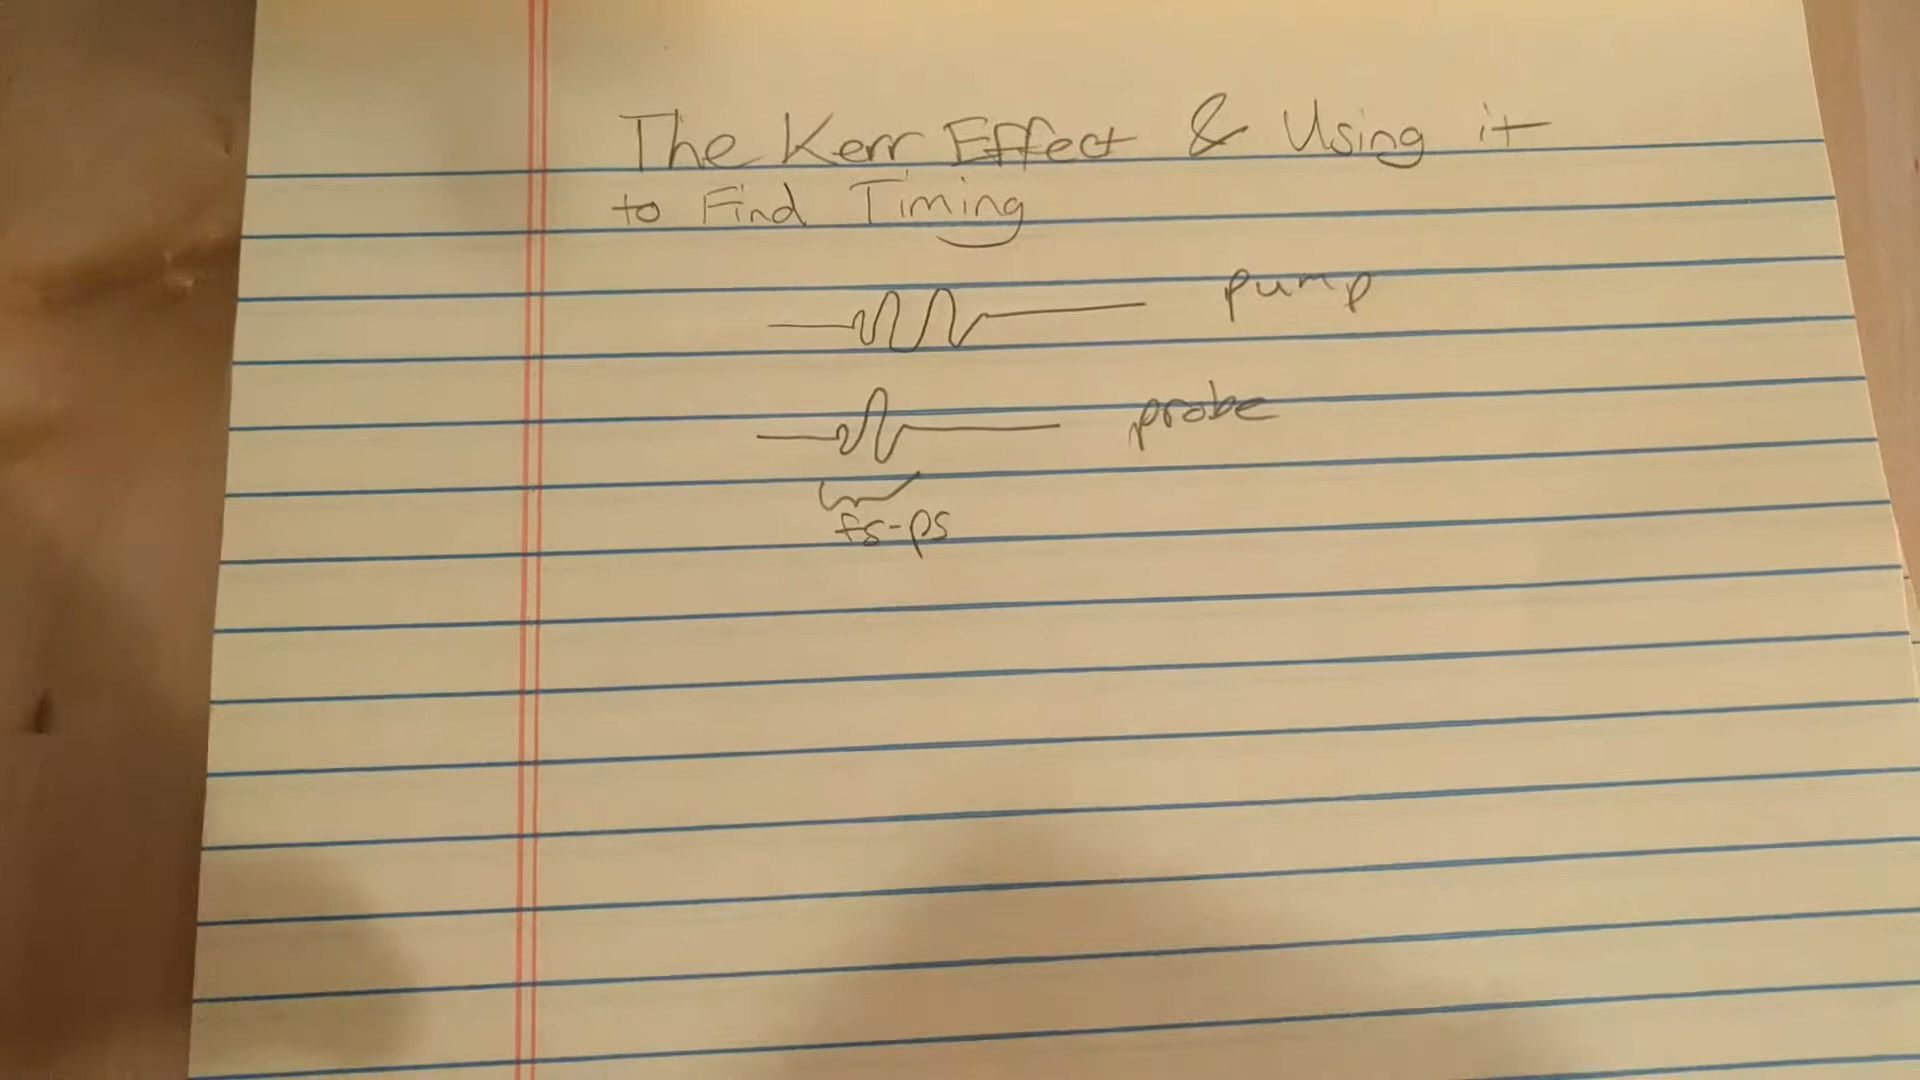 The Kerr Effect & Using it
to Find Timing
pump
probe
fs-ps